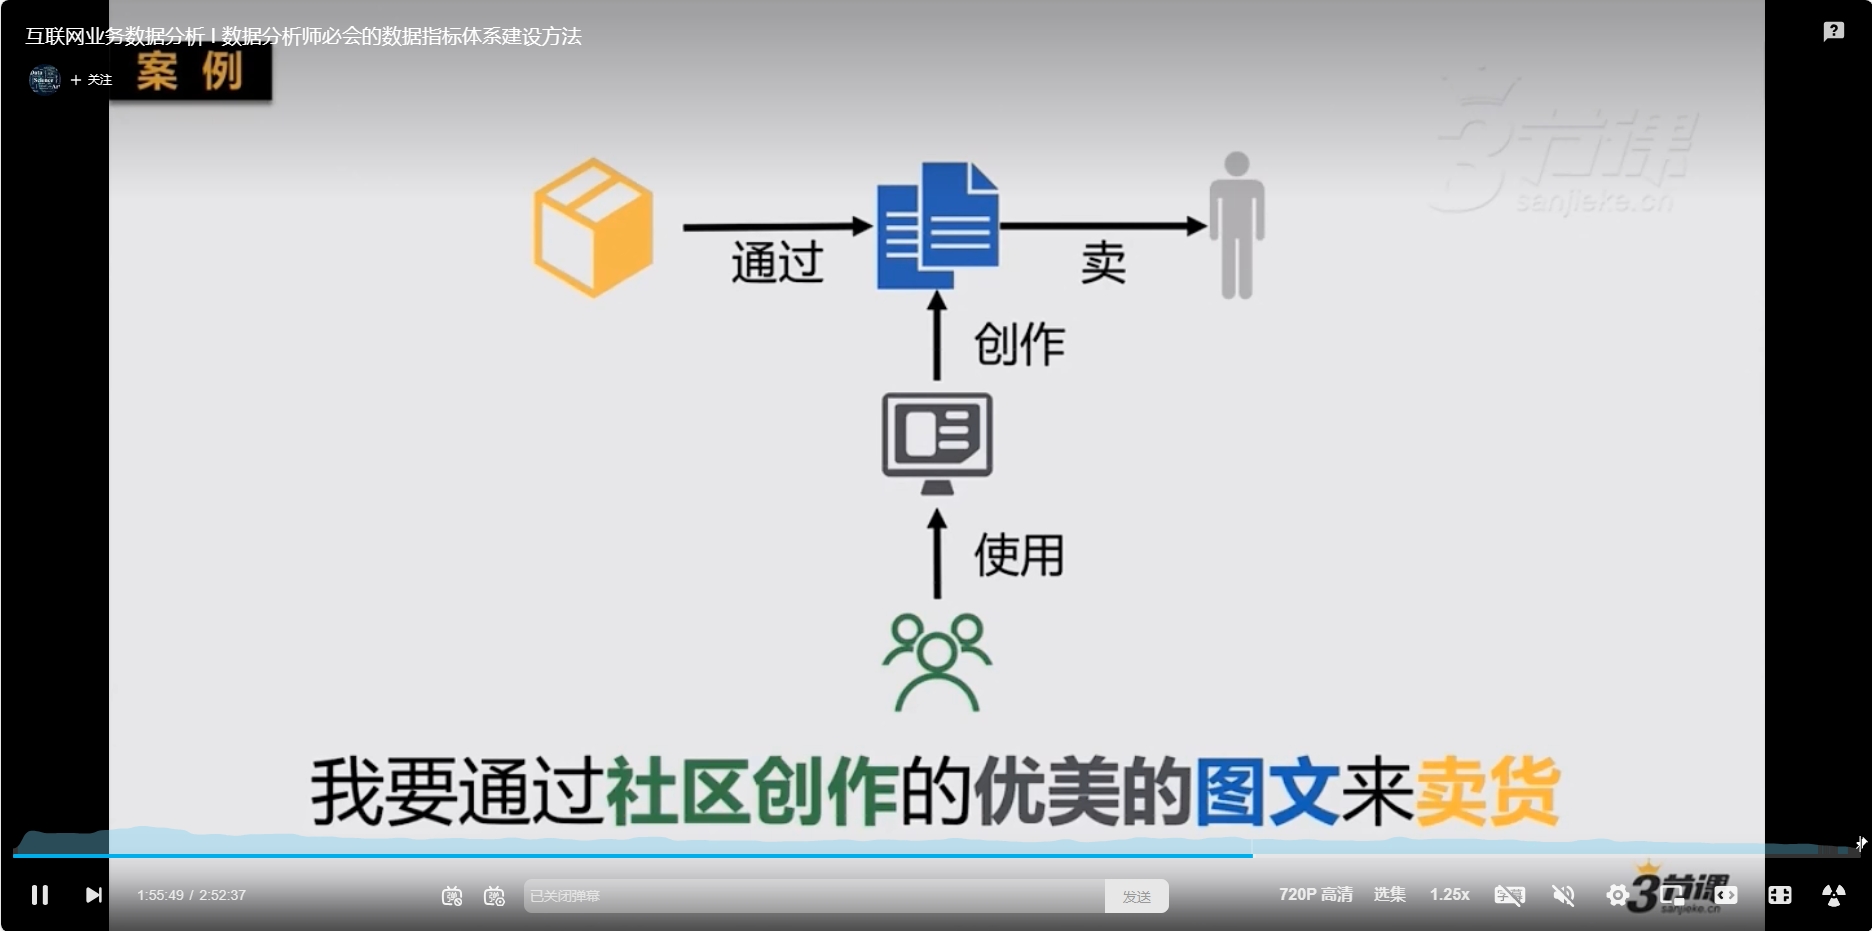 互联网业务数据分析 | 数据分析师必会的数据指标体系建设方法
+ 关注
案 例
3节课
sanjieke.cn
通过
卖
创作
使用
我要通过社区创作的优美的图文来卖货
1:55:49 / 2:52:37
已关闭弹幕
发送
720P 高清
选集
1.25x
3节课
sanjieke.cn